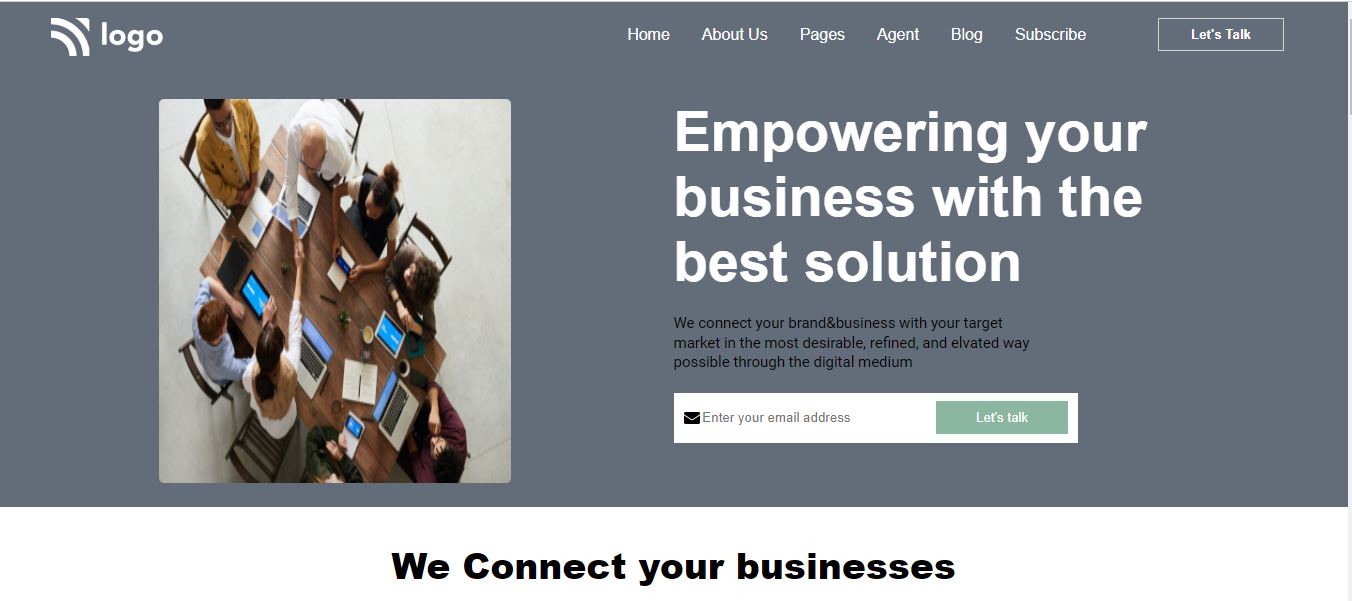 logo
Home About Us Pages Agent Blog Subscribe Let's Talk
Empowering your
business with the
best solution
We connect your brand&business with your target
market in the most desirable, refined, and elvated way
possible through the digital medium
Enter your email address Let's talk
We Connect your businesses